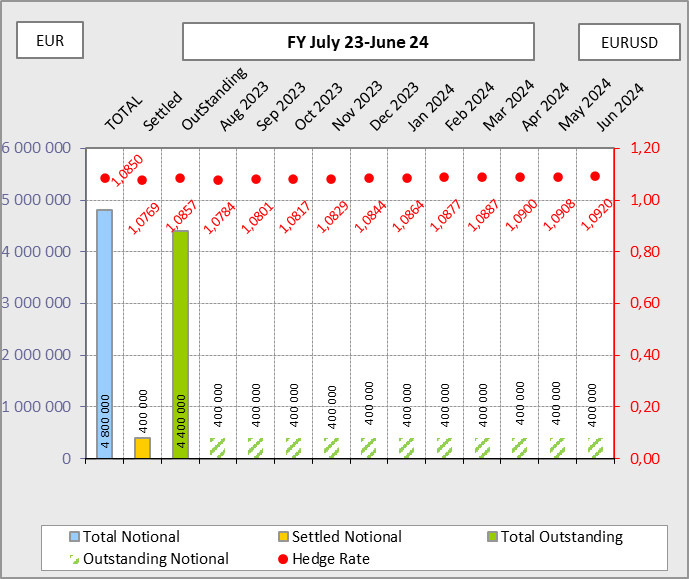 EUR
FY July 23-June 24
EURUSD
TOTAL
Settled
OutStanding
Aug 2023
Sep 2023
Oct 2023
Nov 2023
Dec 2023
Jan 2024
Feb 2024
Mar 2024
Apr 2024
May 2024
Jun 2024
6 000 000
5 000 000
4 000 000
3 000 000
2 000 000
1 000 000
0
1,20
1,00
0,80
0,60
0,40
0,20
0,00
1,0850
1,0769
1,0857
1,0784
1,0801
1,0817
1,0829
1,0844
1,0864
1,0877
1,0887
1,0900
1,0908
1,0920
4 800 000
400 000
4 400 000
400 000
400 000
400 000
400 000
400 000
400 000
400 000
400 000
400 000
400 000
400 000
Total Notional
Settled Notional
Total Outstanding
Outstanding Notional
Hedge Rate